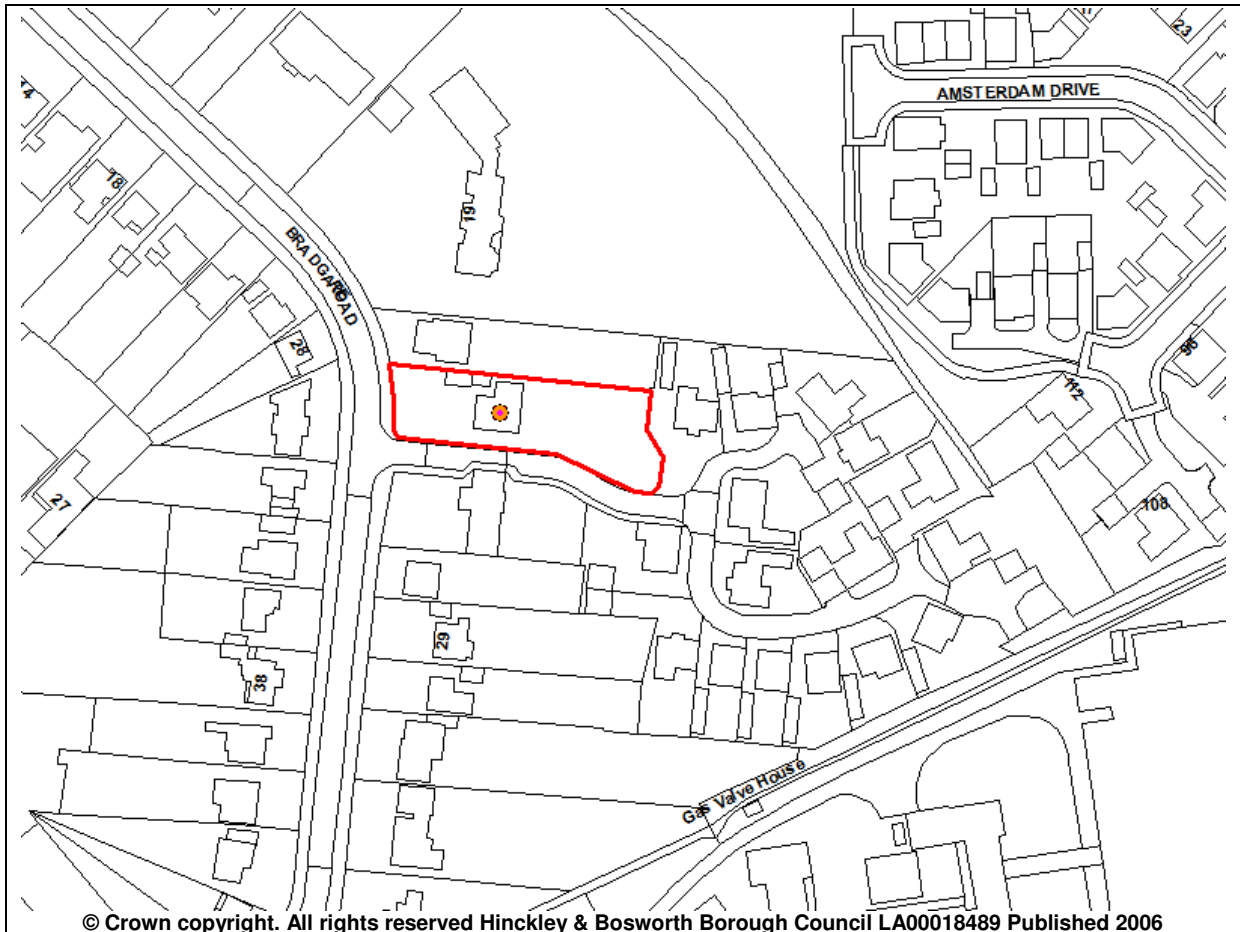 14
23
AMSTERDAM DRIVE
18
19
BRADGATE ROAD
28
96
112
27
108
29
38
Gas Valve House
© Crown copyright. All rights reserved Hinckley & Bosworth Borough Council LA00018489 Published 2006